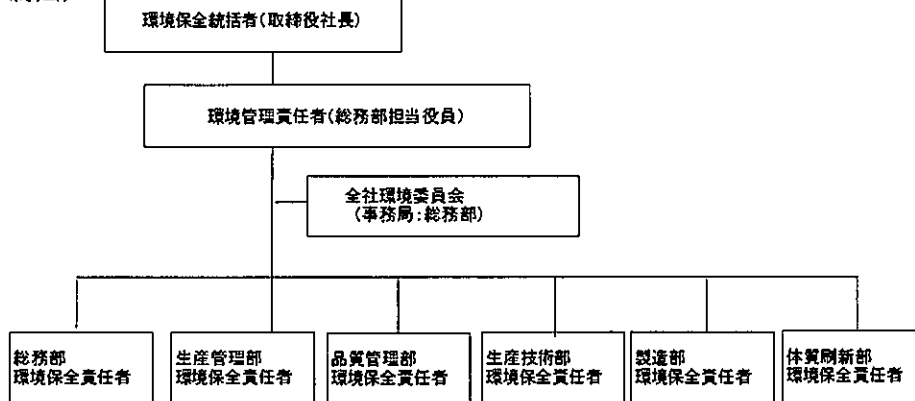 環境保全統括者(取締役社長)
環境管理責任者(総務部担当役員)
全社環境委員会
(事務局:総務部)
総務部
環境保全責任者
生産管理部
環境保全責任者
品質管理部
環境保全責任者
生産技術部
環境保全責任者
製造部
環境保全責任者
体質刷新部
環境保全責任者